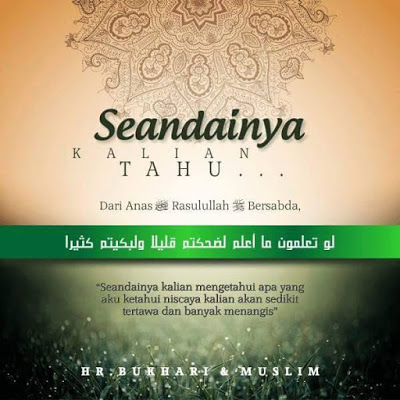 Seandainya
KALIAN
TAHU...
Dari Anas ﷺ Rasulullah ﷺ Bersabda,
لو تعلمون ما أعلم لضحكتم قليلا ولبكيتم كثيرا
“Seandainya kalian mengetahui apa yang
aku ketahui niscaya kalian akan sedikit
tertawa dan banyak menangis”
HR.BUKHARI & MUSLIM